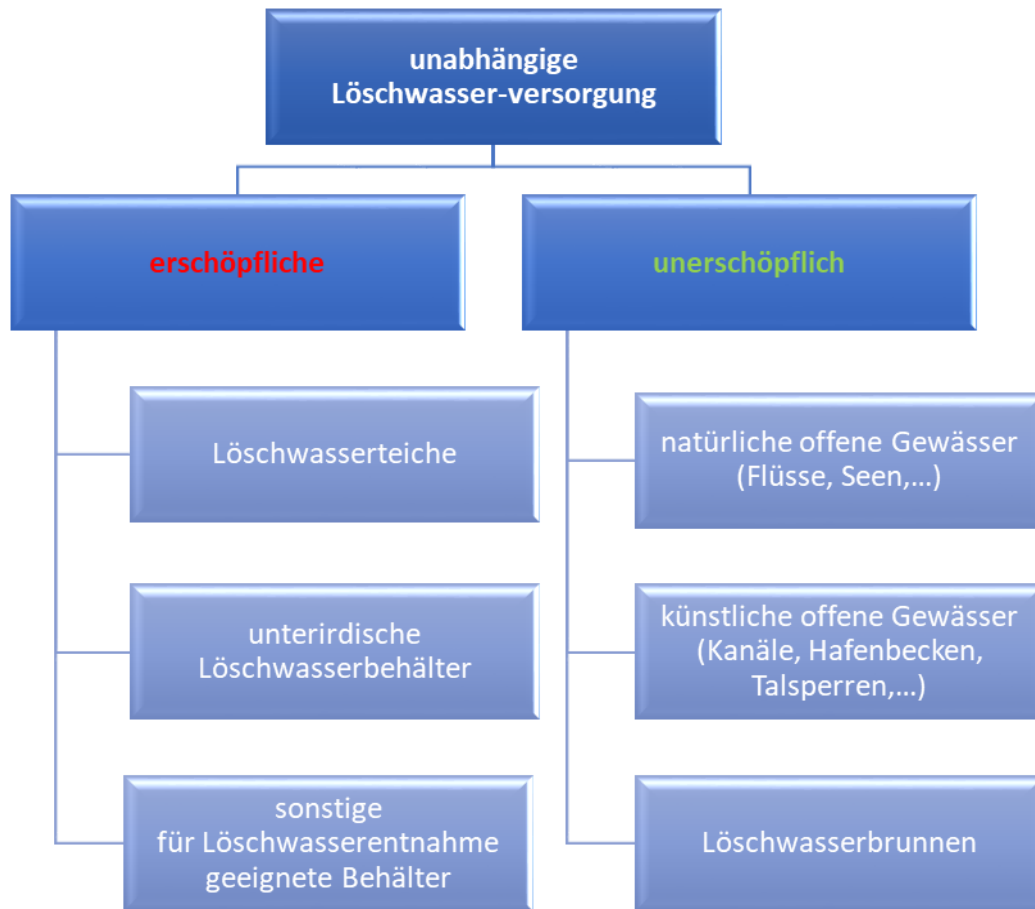 unabhängige
Löschwasser-versorgung
erschöpfliche
unerschöpflich
Löschwasserteiche
unterirdische
Löschwasserbehälter
sonstige
für Löschwasserentnahme
geeignete Behälter
natürliche offene Gewässer
(Flüsse, Seen,...)
künstliche offene Gewässer
(Kanäle, Hafenbecken,
Talsperren,...)
Löschwasserbrunnen